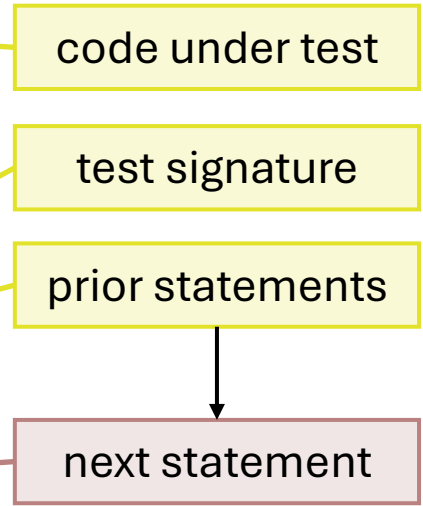 code under test
test signature
prior statements
next statement